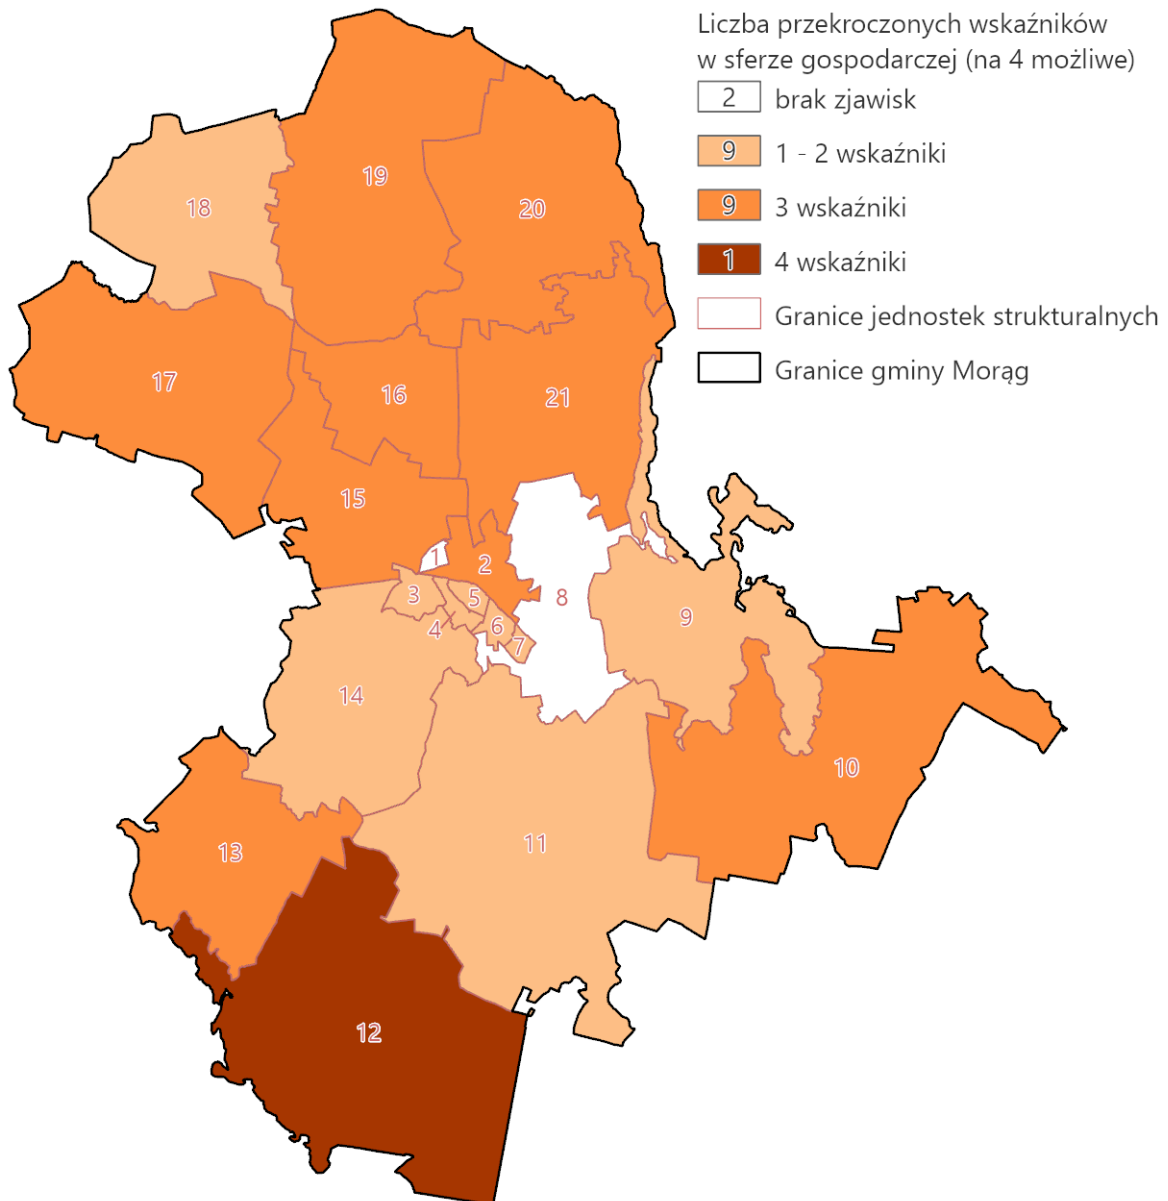 Liczba przekroczonych wskaźników
w sferze gospodarczej (na 4 możliwe)
2 brak zjawisk
9 1 - 2 wskaźniki
9 3 wskaźniki
1 4 wskaźniki
Granice jednostek strukturalnych
Granice gminy Morąg
19
18
20
17
16
21
15
1
2
3
5
8
4
6
7
9
14
10
11
13
12